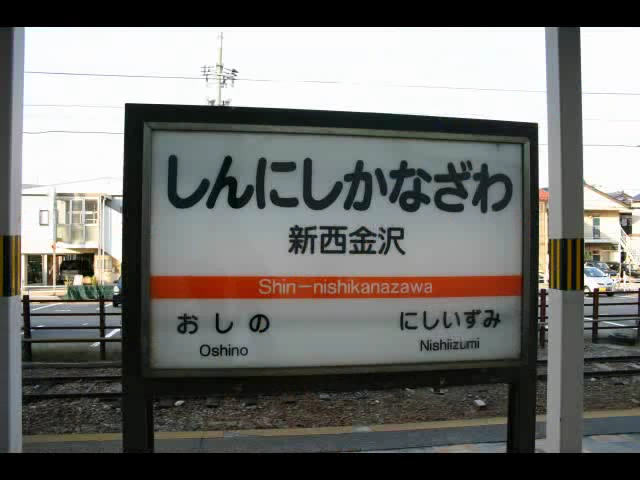 しんにしかなざわ
新西金沢
Shin-nishikanazawa
おしの にしいずみ
Oshino Nishiizumi